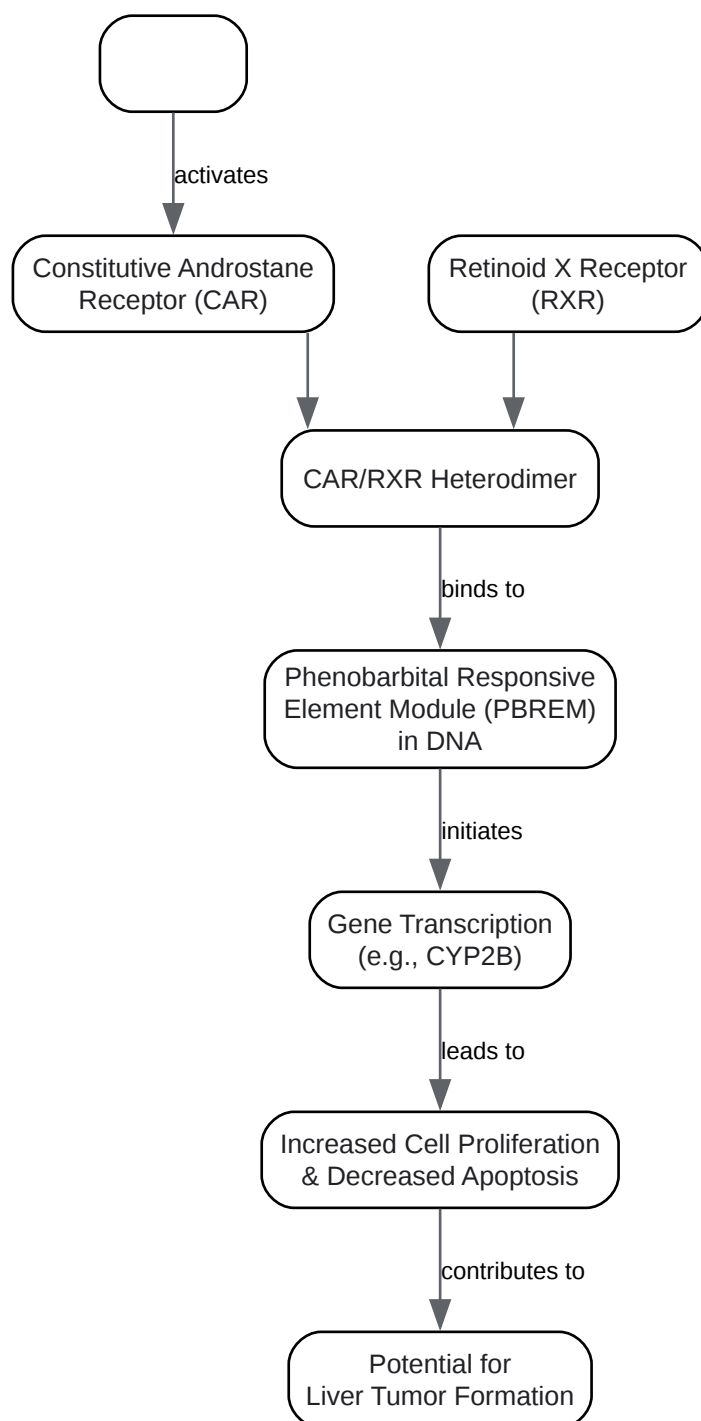 activates
Constitutive Androstane
Receptor (CAR)
Retinoid X Receptor
(RXR)
CAR/RXR Heterodimer
binds to
Phenobarbital Responsive
Element Module (PBREM)
in DNA
initiates
Gene Transcription
(e.g., CYP2B)
leads to
Increased Cell Proliferation
& Decreased Apoptosis
contributes to
Potential for
Liver Tumor Formation